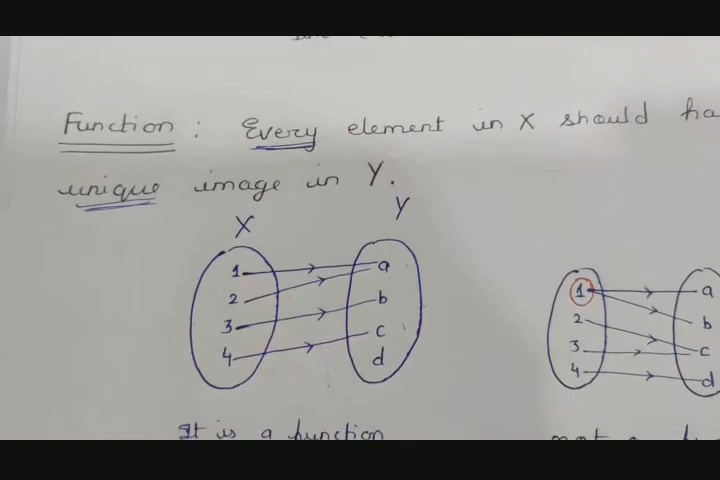 Function : Every element in X should ha
unique image in Y.
X Y
1 a
2 b
3 c
4 d
1 a
2 b
3 c
4 d
It is a function
not a